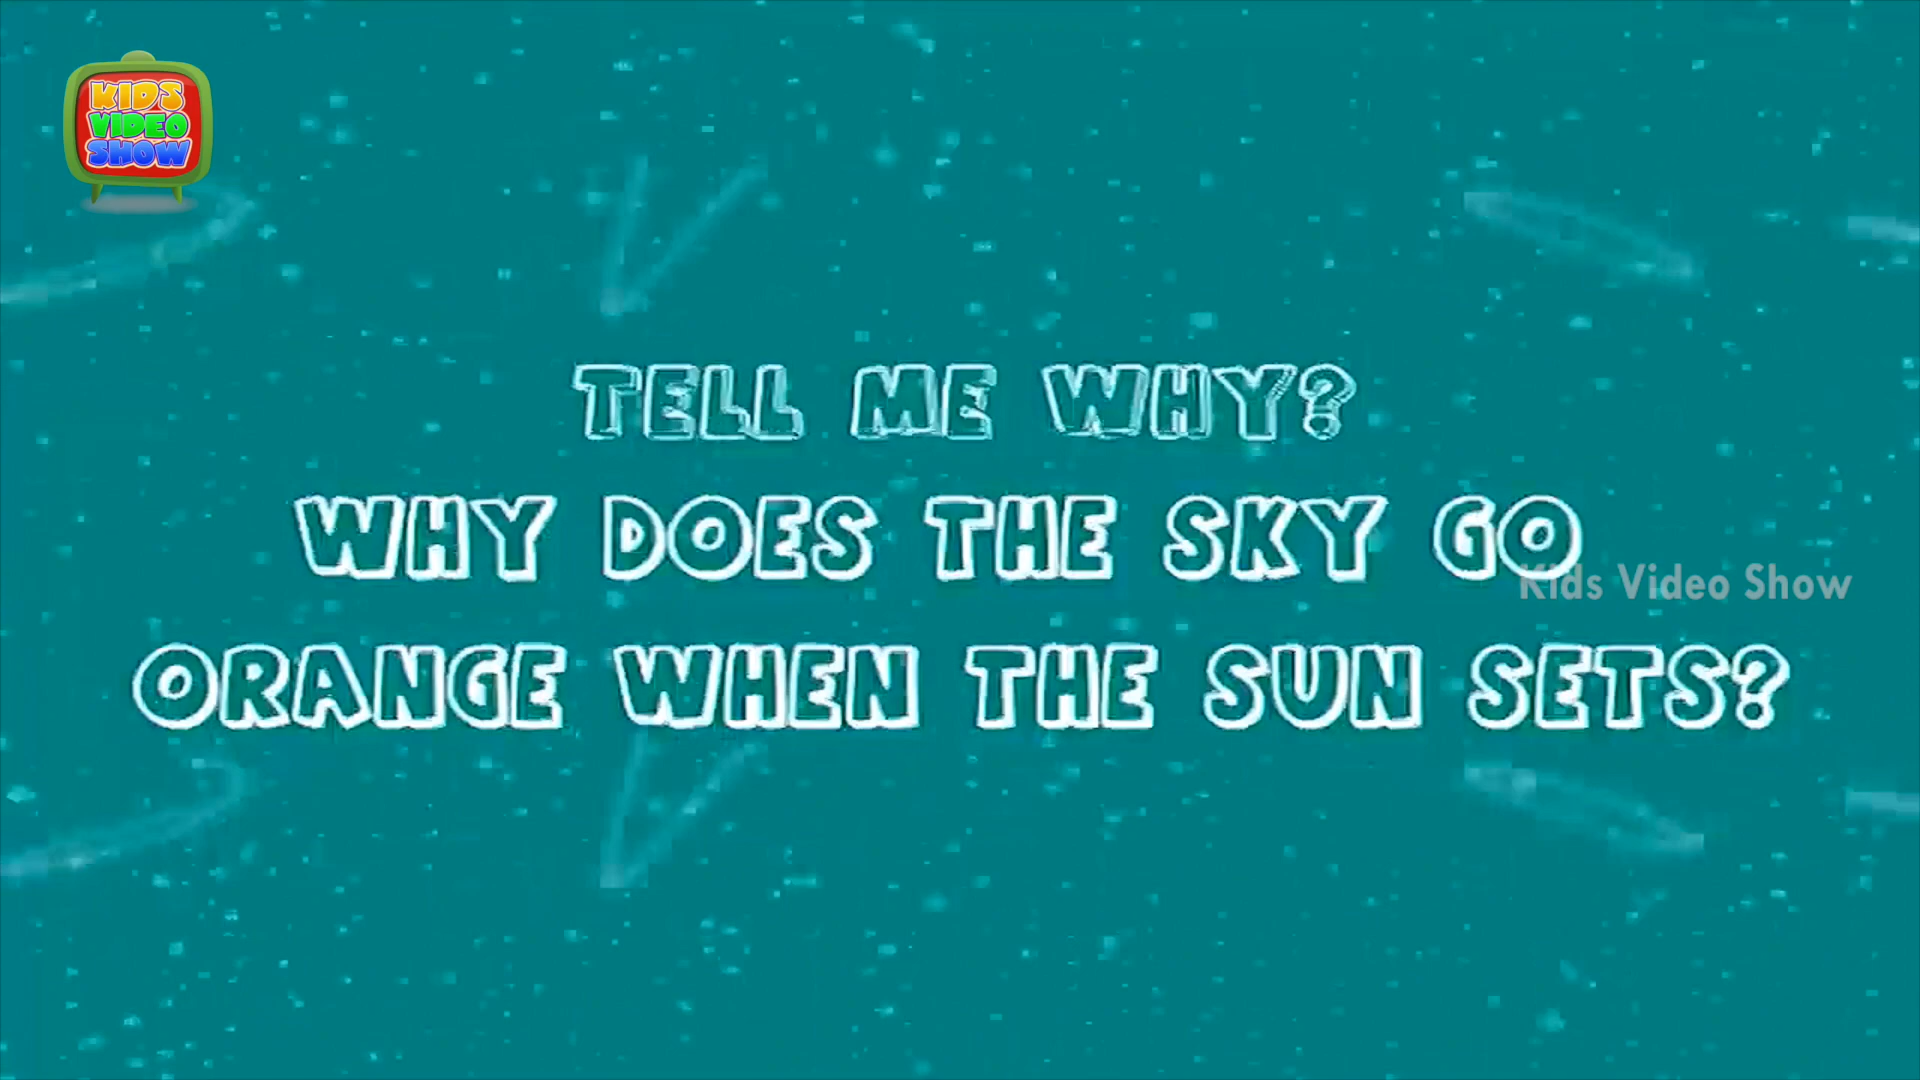 KIDS
VIDEO
SHOW
TELL ME WHY?
WHY DOES THE SKY GO
Kids Video Show
ORANGE WHEN THE SUN SETS?